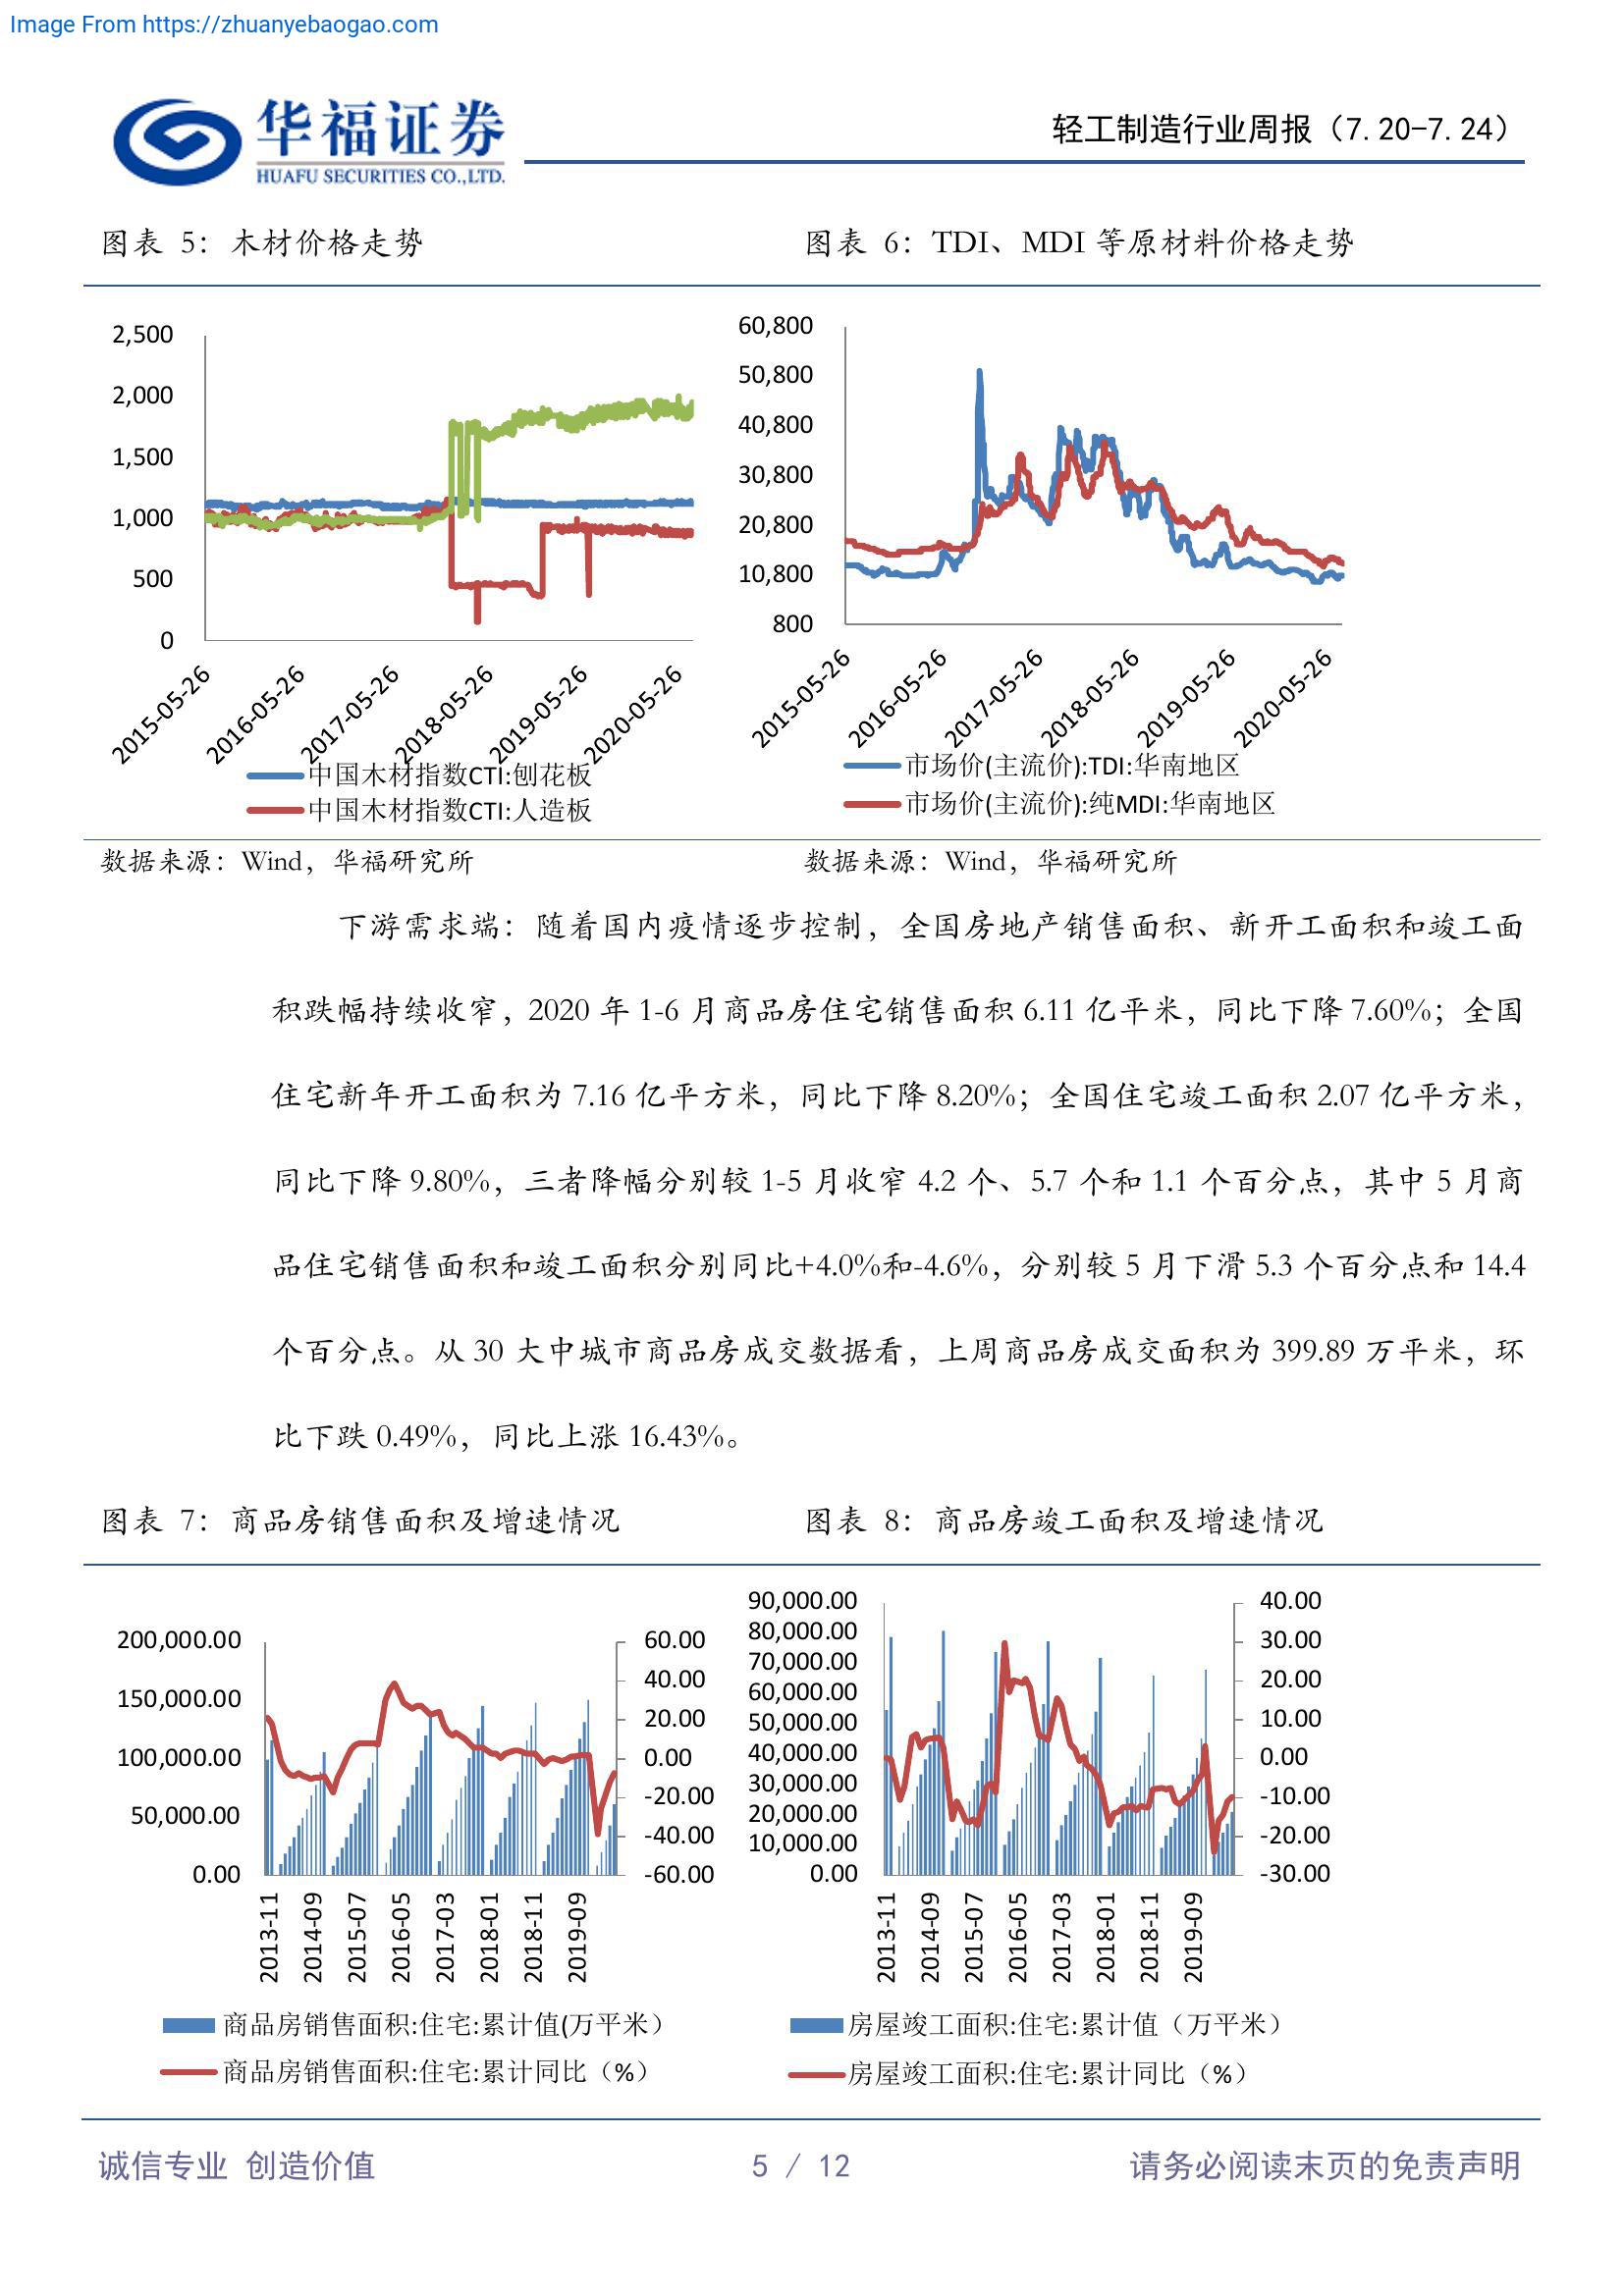 Image From https://zhuanyebaogao.com
华福证券
HUAFU SECURITIES CO.,LTD.
轻工制造行业周报（7.20-7.24）
图表 5：木材价格走势
图表 6：TDI、MDI 等原材料价格走势
2,500
2,000
1,500
1,000
500
0
2015-05-26
2016-05-26
2017-05-26
2018-05-26
2019-05-26
2020-05-26
中国木材指数CTI:刨花板
中国木材指数CTI:人造板
60,800
50,800
40,800
30,800
20,800
10,800
800
2015-05-26
2016-05-26
2017-05-26
2018-05-26
2019-05-26
2020-05-26
市场价(主流价):TDI:华南地区
市场价(主流价):纯MDI:华南地区
数据来源：Wind，华福研究所
数据来源：Wind，华福研究所
下游需求端：随着国内疫情逐步控制，全国房地产销售面积、新开工面积和竣工面
积跌幅持续收窄，2020 年 1-6 月商品房住宅销售面积 6.11 亿平米，同比下降 7.60%；全国
住宅新年开工面积为 7.16 亿平方米，同比下降 8.20%；全国住宅竣工面积 2.07 亿平方米，
同比下降 9.80%，三者降幅分别较 1-5 月收窄 4.2 个、5.7 个和 1.1 个百分点，其中 5 月商
品住宅销售面积和竣工面积分别同比+4.0%和-4.6%，分别较 5 月下滑 5.3 个百分点和 14.4
个百分点。从 30 大中城市商品房成交数据看，上周商品房成交面积为 399.89 万平米，环
比下跌 0.49%，同比上涨 16.43%。
图表 7：商品房销售面积及增速情况
图表 8：商品房竣工面积及增速情况
200,000.00
150,000.00
100,000.00
50,000.00
0.00
60.00
40.00
20.00
0.00
-20.00
-40.00
-60.00
2013-11
2014-09
2015-07
2016-05
2017-03
2018-01
2018-11
2019-09
商品房销售面积:住宅:累计值(万平米）
商品房销售面积:住宅:累计同比（%）
90,000.00
80,000.00
70,000.00
60,000.00
50,000.00
40,000.00
30,000.00
20,000.00
10,000.00
0.00
40.00
30.00
20.00
10.00
0.00
-10.00
-20.00
-30.00
2013-11
2014-09
2015-07
2016-05
2017-03
2018-01
2018-11
2019-09
房屋竣工面积:住宅:累计值（万平米）
房屋竣工面积:住宅:累计同比（%）
诚信专业 创造价值
5 / 12
请务必阅读末页的免责声明